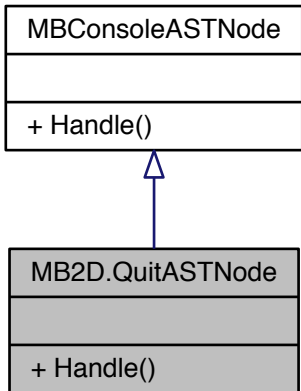 MBConsoleASTNode
+ Handle()
MB2D.QuitASTNode
+ Handle()